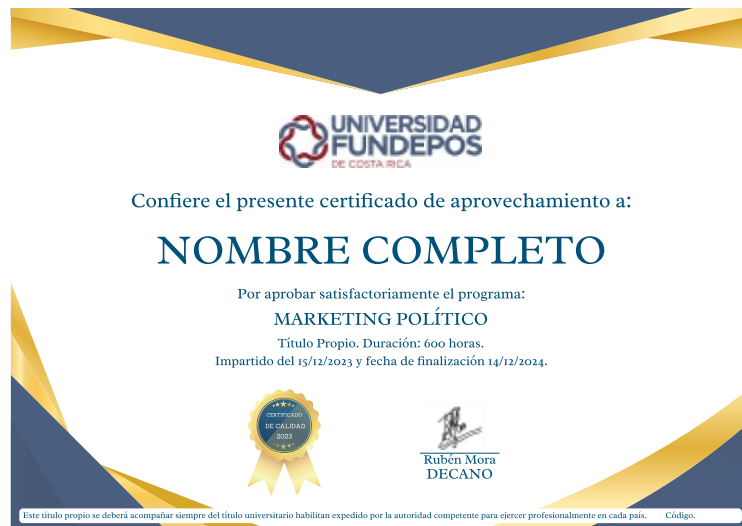 UNIVERSIDAD
FUNDEPOS
DE COSTA RICA
Confiere el presente certificado de aprovechamiento a:
NOMBRE COMPLETO
Por aprobar satisfactoriamente el programa:
MARKETING POLÍTICO
Título Propio. Duración: 600 horas.
Impartido del 15/12/2023 y fecha de finalización 14/12/2024.
CERTIFICADO
DE CALIDAD
2023
Rubén Mora
DECANO
Este título propio se deberá acompañar siempre del título universitario habilitan expedido por la autoridad competente para ejercer profesionalmente en cada país. Código.